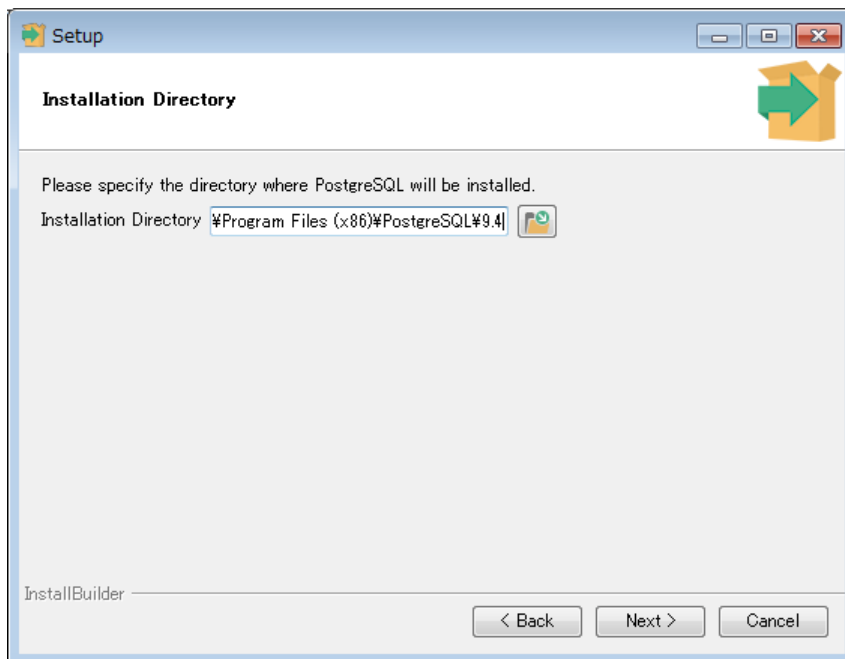 Setup
Installation Directory
Please specify the directory where PostgreSQL will be installed.
Installation Directory ¥Program Files (x86)¥PostgreSQL¥9.4
InstallBuilder
< Back Next > Cancel